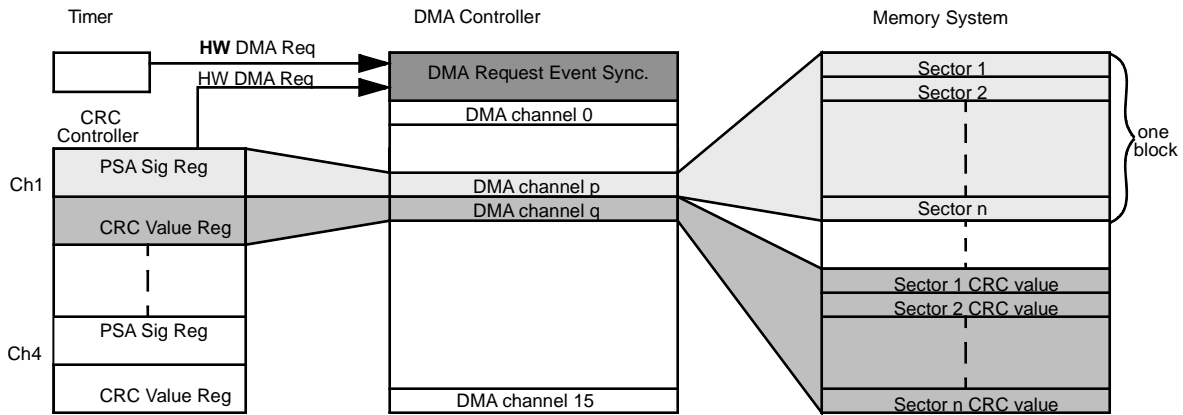 Timer
DMA Controller
Memory System
HW DMA Req
HW DMA Req
DMA Request Event Sync.
DMA channel 0
CRC
Controller
Ch1
PSA Sig Reg
CRC Value Reg
DMA channel p
DMA channel q
Sector 1
Sector 2
Sector n
one
block
Sector 1 CRC value
Sector 2 CRC value
Sector n CRC value
Ch4
PSA Sig Reg
CRC Value Reg
DMA channel 15